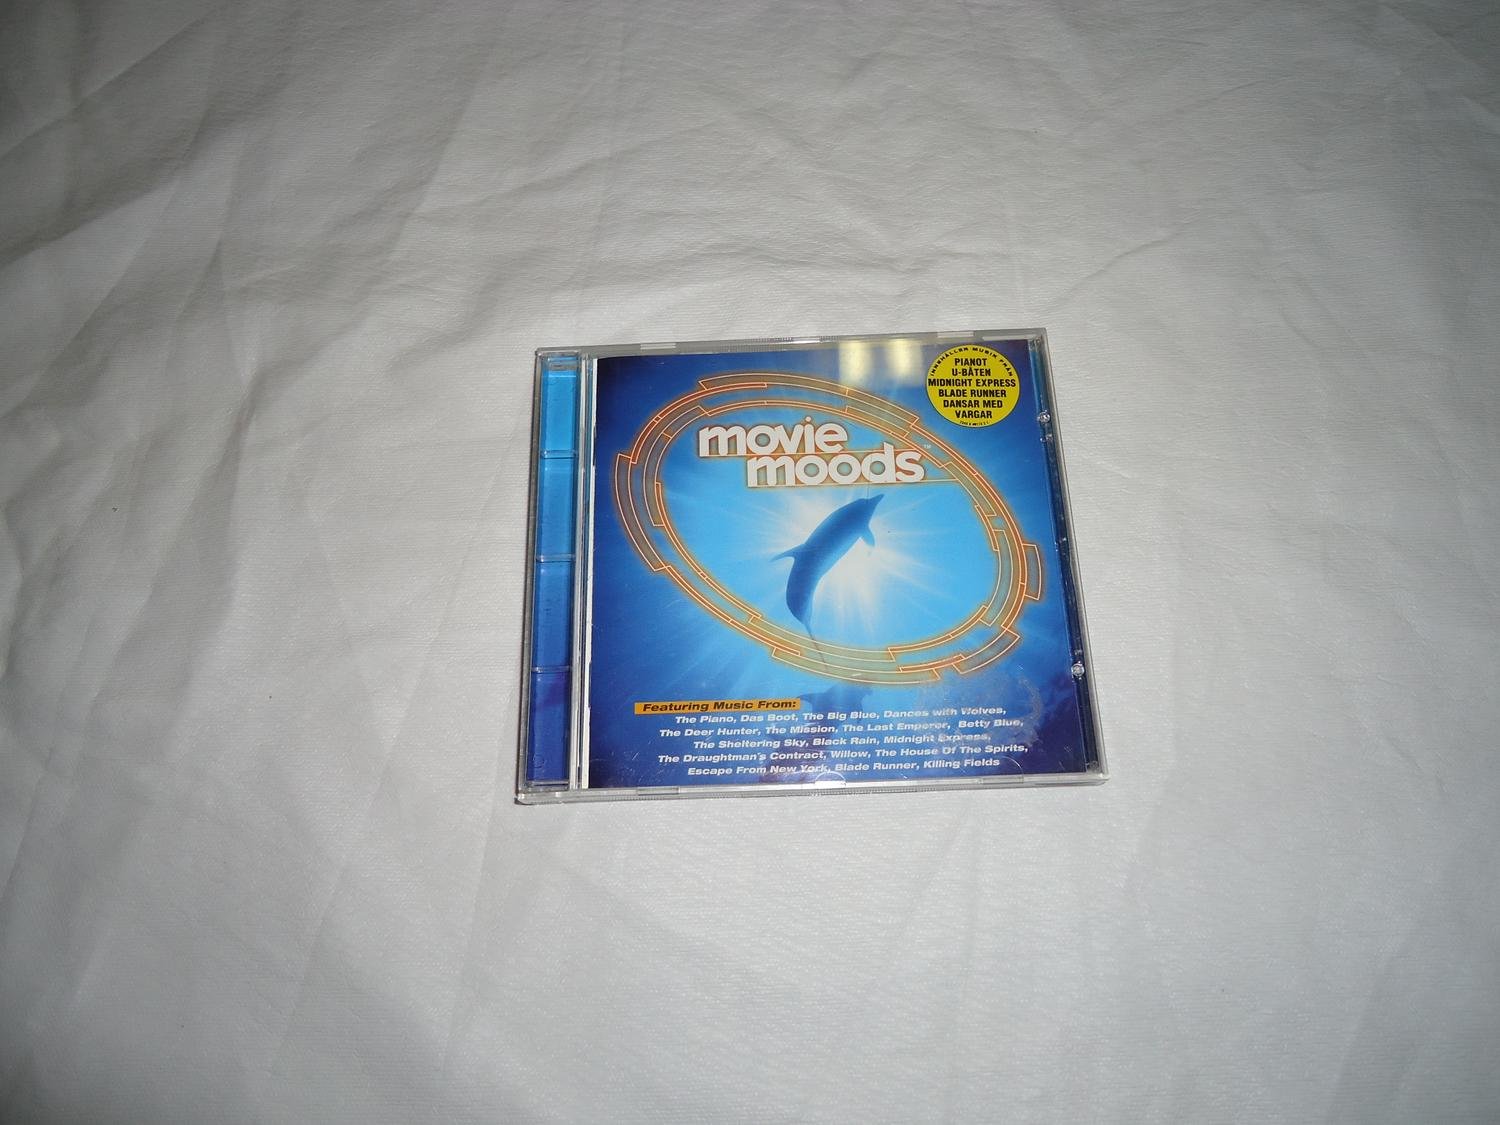 INNEHÅLLER MUSIK FRÅN
PIANOT
U-BÅTEN
MIDNIGHT EXPRESS
BLADE RUNNER
DANSAR MED
VARGAR
movie
moods™
Featuring Music From:
The Piano, Das Boot, The Big Blue, Dances with Wolves,
The Deer Hunter, The Mission, The Last Emperer, Betty Blue,
The Sheltering Sky, Black Rain, Midnight Express,
The Draughtman's Contract, Willow, The House Of The Spirits,
Escape From New York, Blade Runner, Killing Fields